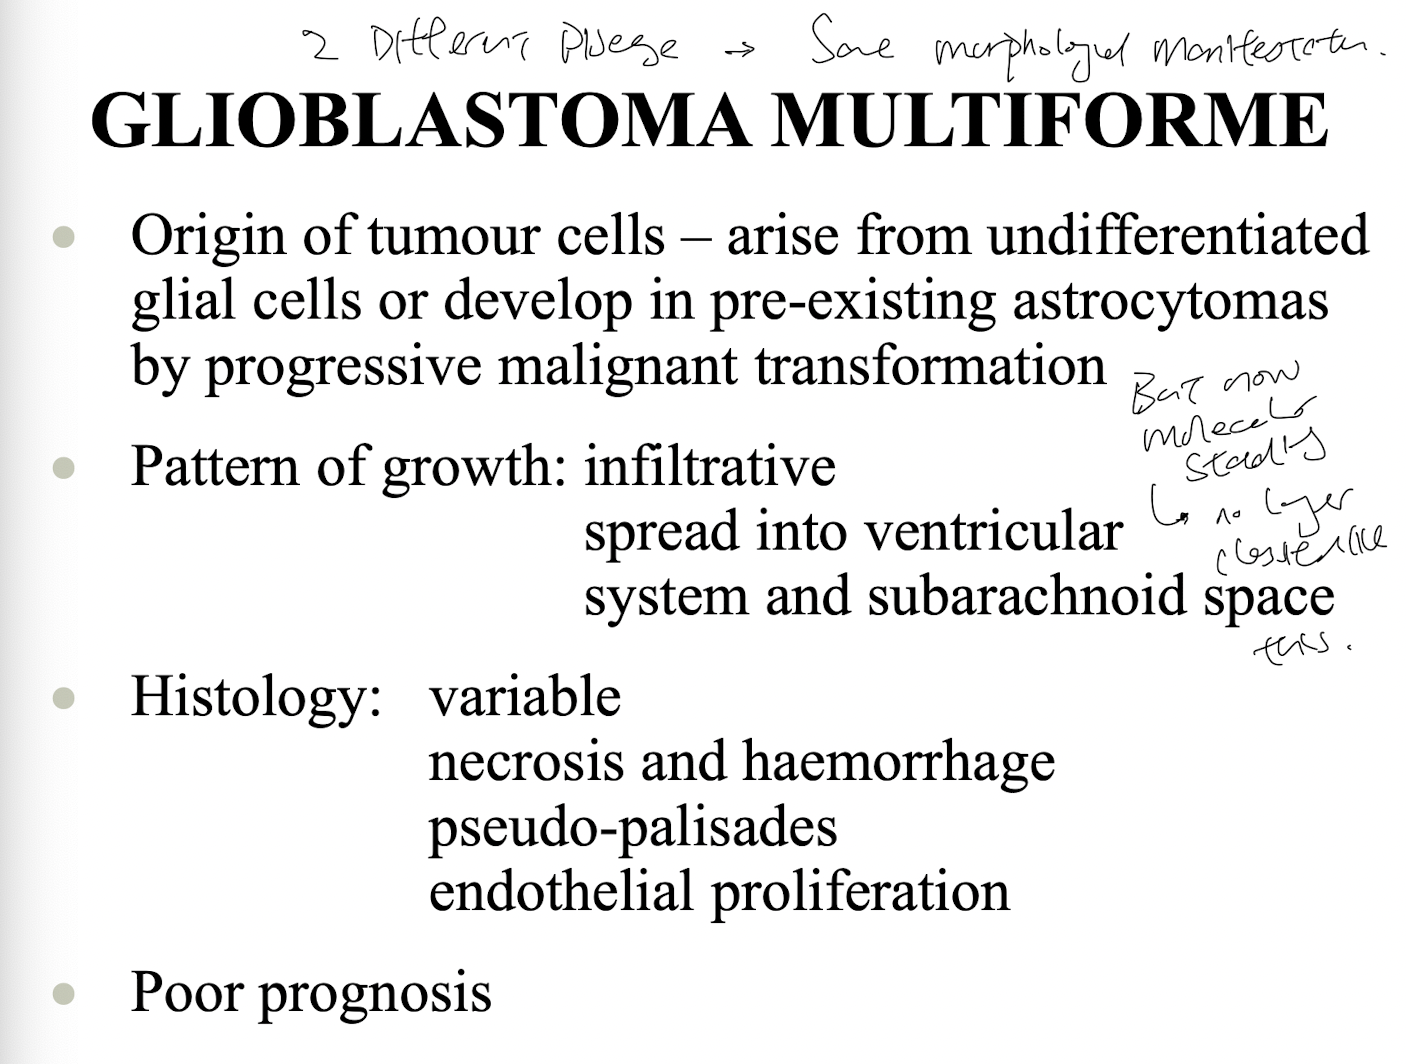 2 Different Disease → Same morphological manifestation.
GLIOBLASTOMA MULTIFORME
• Origin of tumour cells – arise from undifferentiated
glial cells or develop in pre-existing astrocytomas
by progressive malignant transformation
But now
molecular
studies
↳ no longer
classified like
this.
• Pattern of growth: infiltrative
spread into ventricular
system and subarachnoid space
• Histology: variable
necrosis and haemorrhage
pseudo-palisades
endothelial proliferation
• Poor prognosis